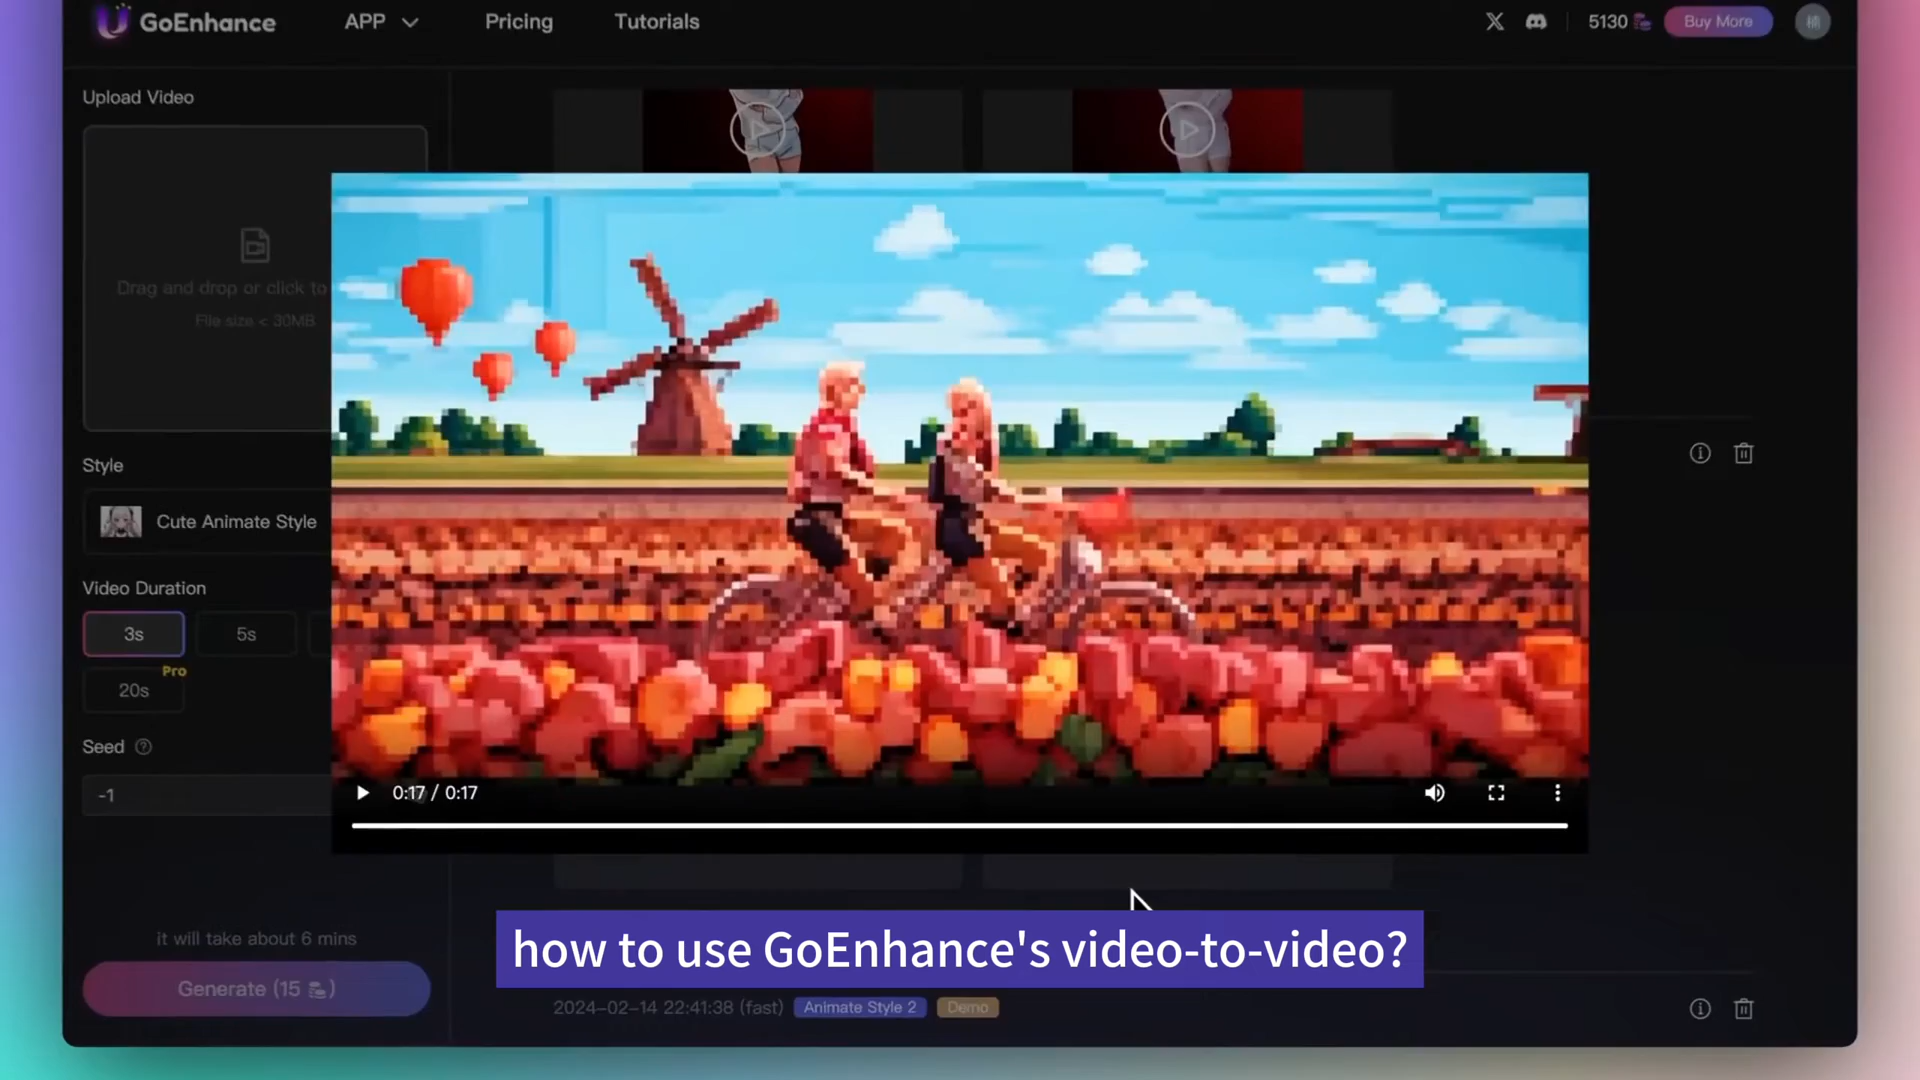 GoEnhance
APP
Pricing
Tutorials
5130
Buy More
楠
Upload Video
Drag and drop or click to
File size < 30MB
Style
Cute Animate Style
Video Duration
3s
5s
Pro
20s
Seed
-1
0:17 / 0:17
it will take about 6 mins
Generate (15 )
how to use GoEnhance's video-to-video?
2024-02-14 22:41:38 (fast)
Animate Style 2
Demo